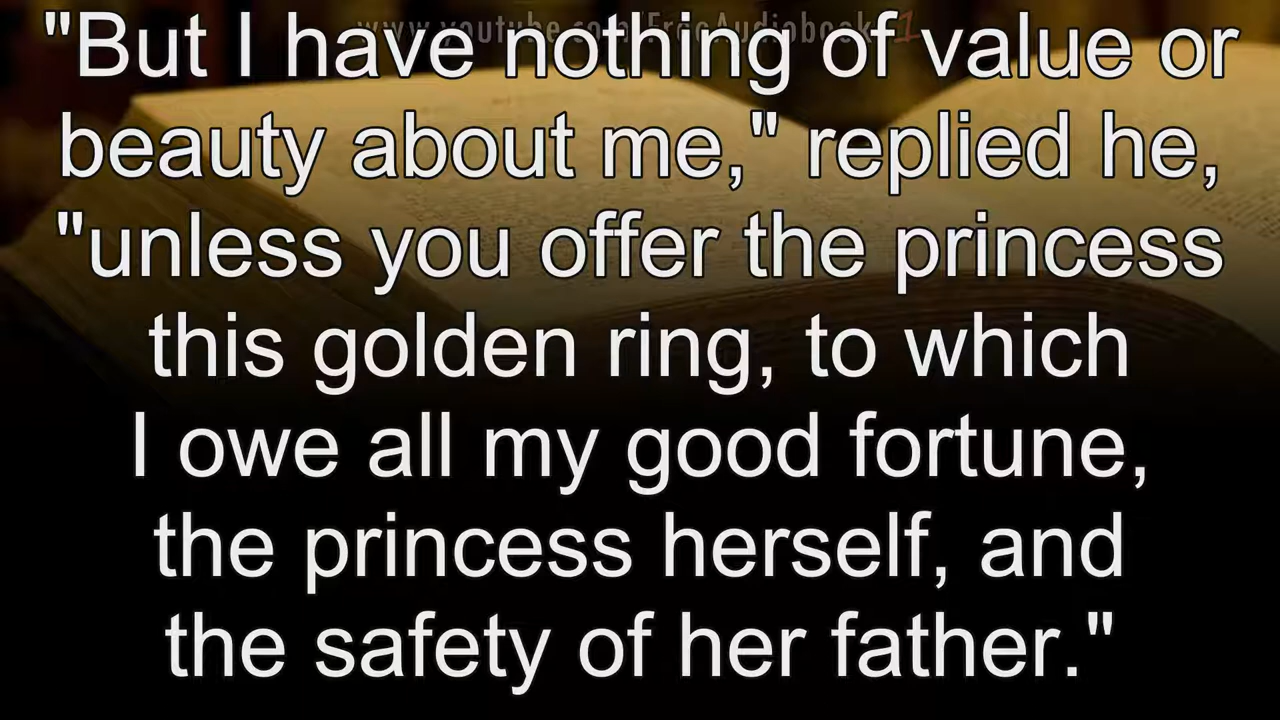 www.youtube.com/FreeAudiobook
"But I have nothing of value or
beauty about me," replied he,
"unless you offer the princess
this golden ring, to which
I owe all my good fortune,
the princess herself, and
the safety of her father."